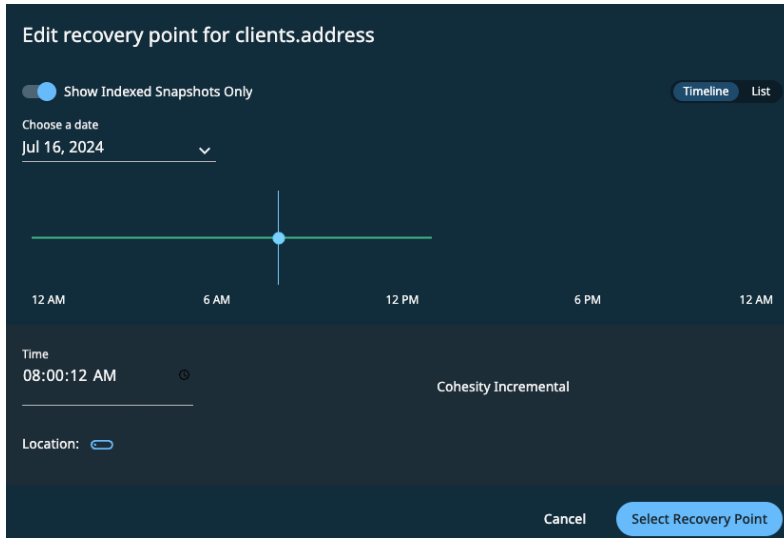 Edit recovery point for clients.address
Show Indexed Snapshots Only
Timeline List
Choose a date
Jul 16, 2024
12 AM 6 AM 12 PM 6 PM 12 AM
Time
08:00:12 AM
Cohesity Incremental
Location:
Cancel Select Recovery Point